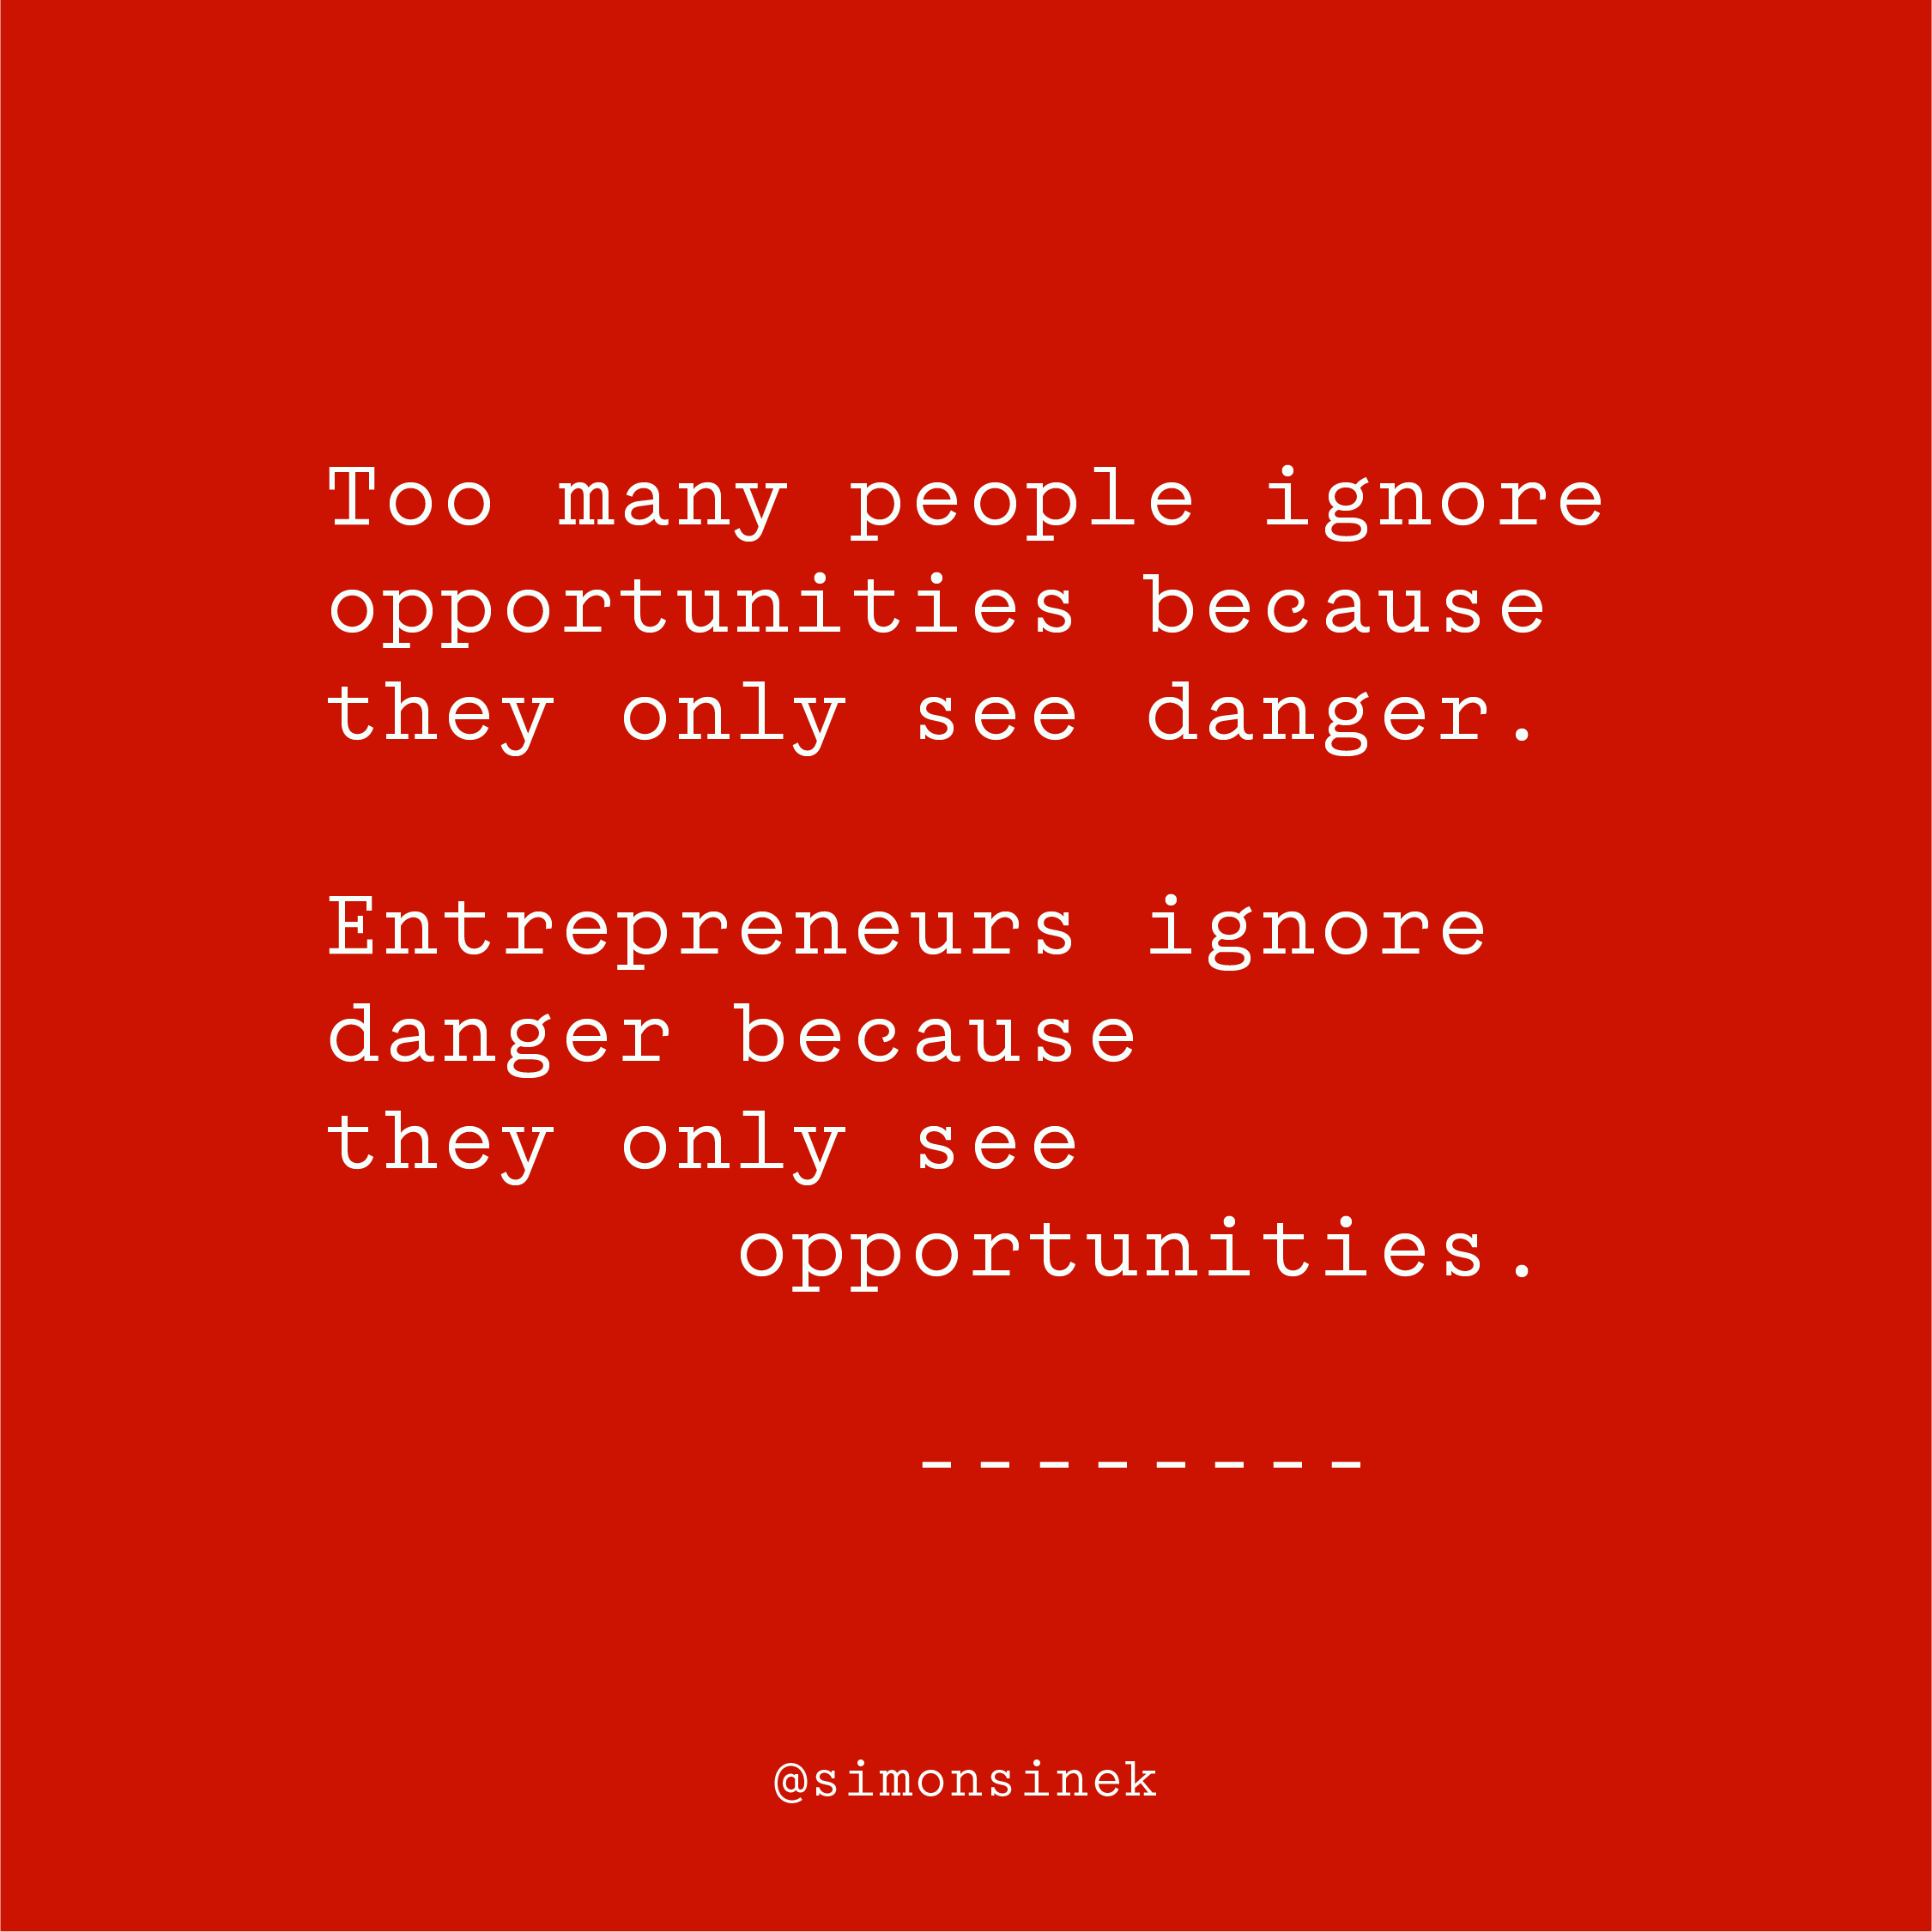 Too many people ignore
opportunities because
they only see danger.
Entrepreneurs ignore
danger because
they only see
opportunities.
--------
@simonsinek